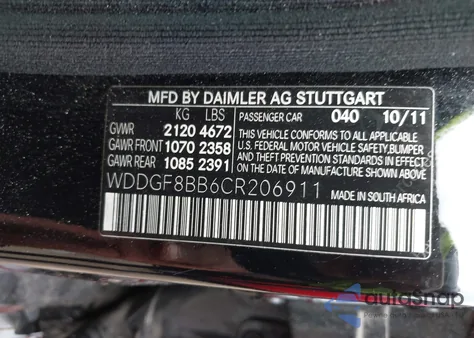 MFD BY DAIMLER AG STUTTGART
KG LBS PASSENGER CAR 040 10/11
GVWR 2120 4672 THIS VEHICLE CONFORMS TO ALL APPLICABLE
GAWR FRONT 1070 2358 U.S. FEDERAL MOTOR VEHICLE SAFETY, BUMPER,
GAWR REAR 1085 2391 AND THEFT PREVENTION STANDARDS IN EFFECT
ON THE DATE OF MANUFACTURE SHOWN ABOVE.
WDDGF8BB6CR206911
MADE IN SOUTH AFRICA
autoSnap